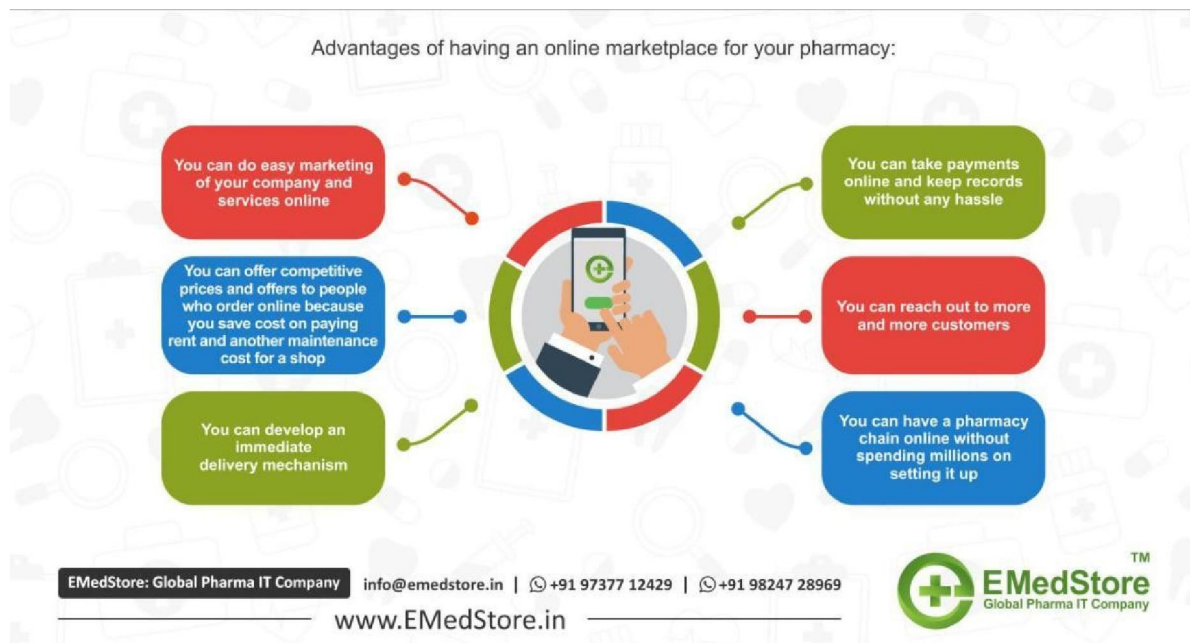 Advantages of having an online marketplace for your pharmacy:
You can do easy marketing
of your company and
services online
You can offer competitive
prices and offers to people
who order online because
you save cost on paying
rent and another maintenance
cost for a shop
You can develop an
immediate
delivery mechanism
You can take payments
online and keep records
without any hassle
You can reach out to more
and more customers
You can have a pharmacy
chain online without
spending millions on
setting it up
EMedStore: Global Pharma IT Company
info@emedstore.in | +91 97377 12429 | +91 98247 28969
www.EMedStore.in
TM
EMedStore
Global Pharma IT Company